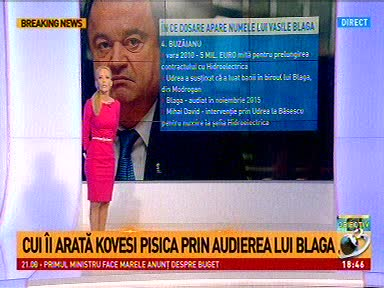 BREAKING NEWS
DIRECT
ÎN CE DOSARE APARE NUMELE LUI VASILE BLAGA
4. BUZĂIANU
- vara 2010 - 5 MIL. EURO mită pentru prelungirea
contractului cu Hidroelectrica
- Udrea a susținut că a luat banii în biroul lui Blaga,
din Modrogan
- Blaga - audiat în noiembrie 2015
- Mihai David - intervenție prin Udrea la Băsescu
pentru numire la șefia Hidroelectrica
CUI ÎI ARATĂ KOVESI PISICA PRIN AUDIEREA LUI BLAGA
21.08 - PRIMUL MINISTRU FACE MARELE ANUNȚ DESPRE BUGET
18:46